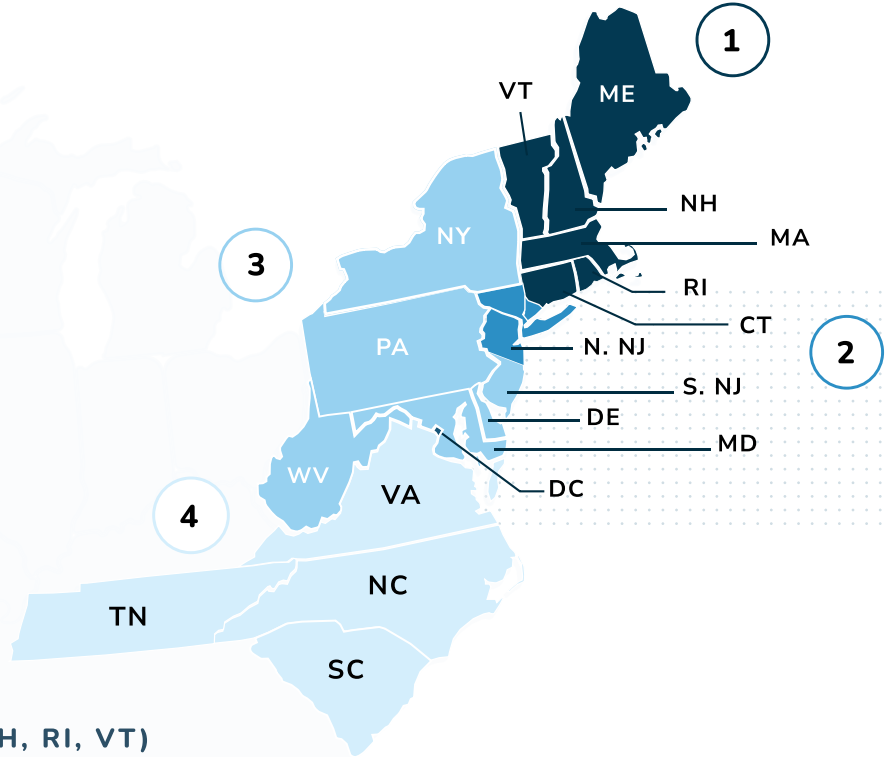 1
VT
ME
NH
MA
NY
3
RI
CT
2
N. NJ
PA
S. NJ
DE
MD
WV
DC
VA
4
NC
TN
SC
H, RI, VT)